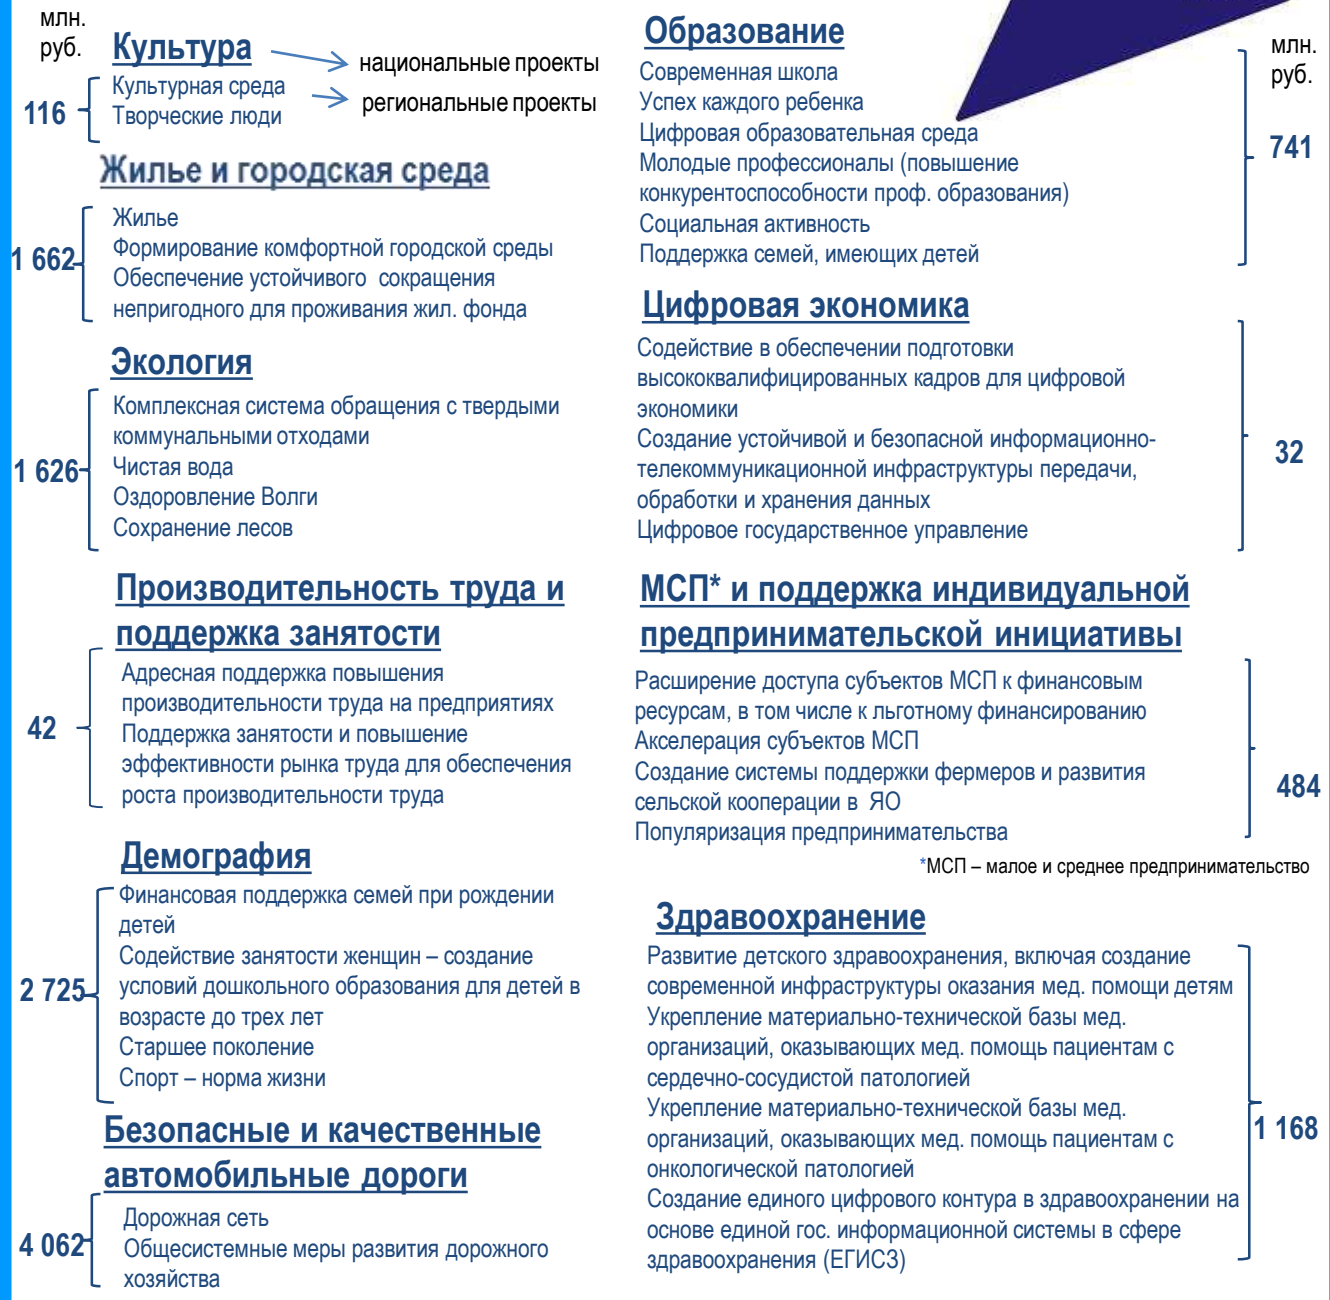 млн.
руб.
Культура
национальные проекты
116
Культурная среда
Творческие люди
региональные проекты
Жилье и городская среда
1 662
Жилье
Формирование комфортной городской среды
Обеспечение устойчивого сокращения
непригодного для проживания жил. фонда
Экология
1 626
Комплексная система обращения с твердыми
коммунальными отходами
Чистая вода
Оздоровление Волги
Сохранение лесов
Производительность труда и
поддержка занятости
42
Адресная поддержка повышения
производительности труда на предприятиях
Поддержка занятости и повышение
эффективности рынка труда для обеспечения
роста производительности труда
Демография
2 725
Финансовая поддержка семей при рождении
детей
Содействие занятости женщин – создание
условий дошкольного образования для детей в
возрасте до трех лет
Старшее поколение
Спорт – норма жизни
Безопасные и качественные
автомобильные дороги
4 062
Дорожная сеть
Общесистемные меры развития дорожного
хозяйства
Образование
млн.
руб.
Современная школа
Успех каждого ребенка
Цифровая образовательная среда
Молодые профессионалы (повышение
конкурентоспособности проф. образования)
Социальная активность
Поддержка семей, имеющих детей
741
Цифровая экономика
Содействие в обеспечении подготовки
высококвалифицированных кадров для цифровой
экономики
Создание устойчивой и безопасной информационно-
телекоммуникационной инфраструктуры передачи,
обработки и хранения данных
Цифровое государственное управление
32
МСП* и поддержка индивидуальной
предпринимательской инициативы
Расширение доступа субъектов МСП к финансовым
ресурсам, в том числе к льготному финансированию
Акселерация субъектов МСП
Создание системы поддержки фермеров и развития
сельской кооперации в ЯО
Популяризация предпринимательства
484
*МСП – малое и среднее предпринимательство
Здравоохранение
Развитие детского здравоохранения, включая создание
современной инфраструктуры оказания мед. помощи детям
Укрепление материально-технической базы мед.
организаций, оказывающих мед. помощь пациентам с
сердечно-сосудистой патологией
Укрепление материально-технической базы мед.
организаций, оказывающих мед. помощь пациентам с
онкологической патологией
Создание единого цифрового контура в здравоохранении на
основе единой гос. информационной системы в сфере
здравоохранения (ЕГИСЗ)
1 168